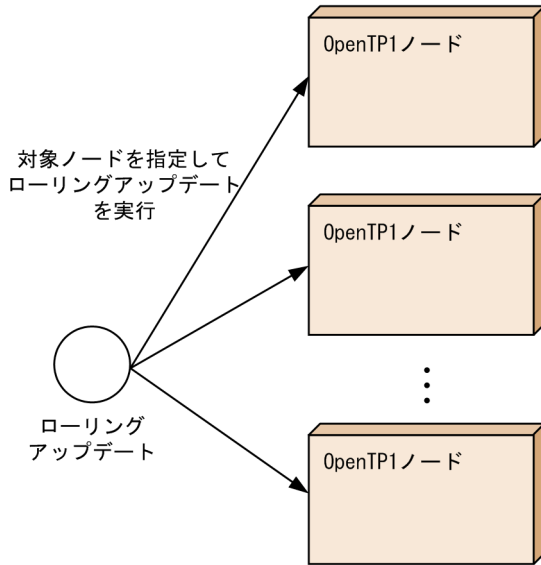 OpenTP1ノード
対象ノードを指定して
ローリングアップデート
を実行
OpenTP1ノード
ローリング
アップデート
OpenTP1ノード